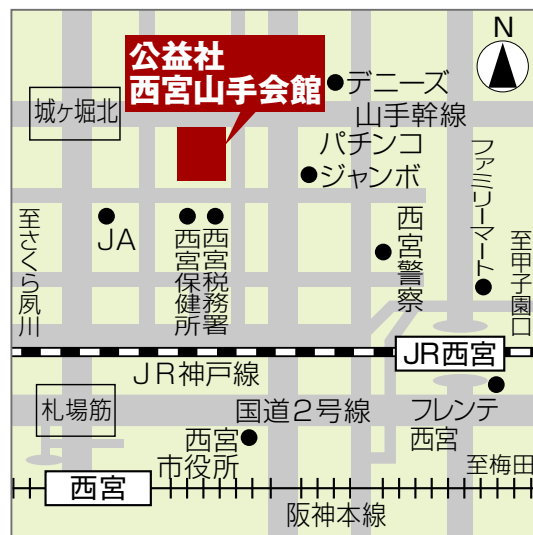 N
公益社
西宮山手会館
デニーズ
城ヶ堀北
山手幹線
パチンコ
ジャンボ
ファミリーマート
至さくら夙川
JA
西宮保健所
西宮税務署
西宮警察
至甲子園口
JR西宮
JR神戸線
札場筋
国道2号線
フレンテ
西宮
西宮
市役所
至梅田
西宮
阪神本線